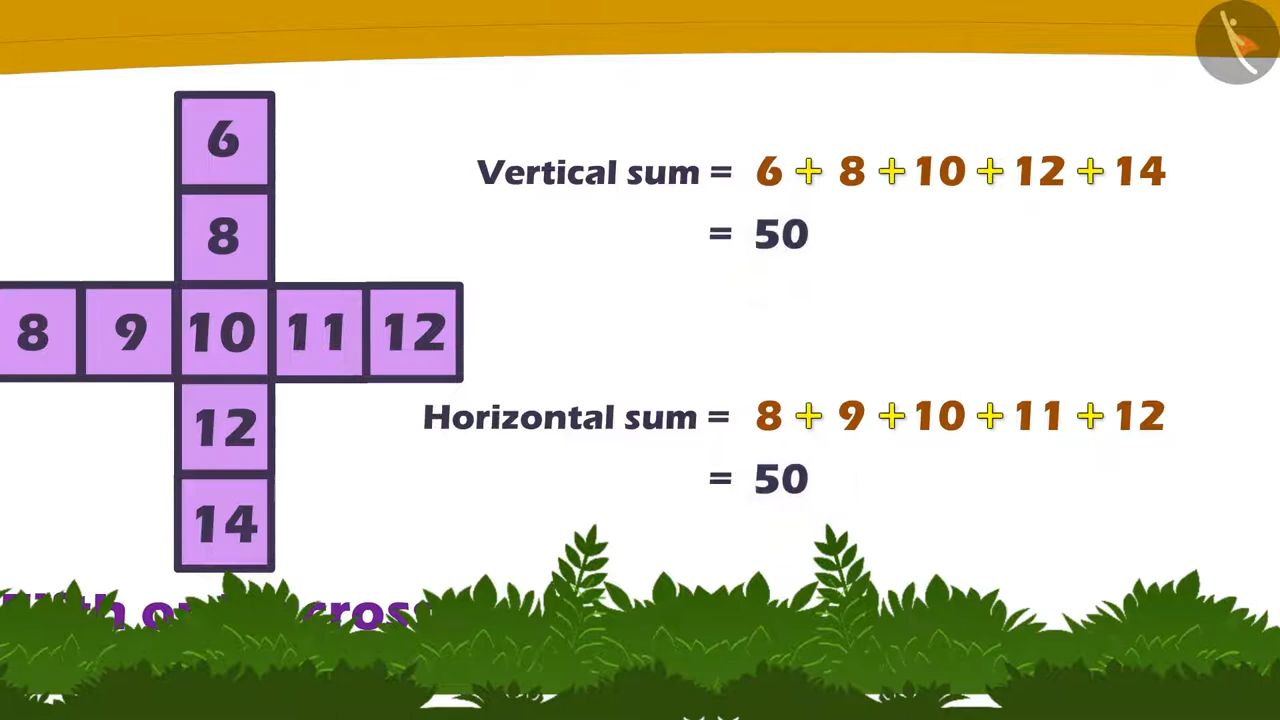 6
8
8 9 10 11 12
12
14
Vertical sum = 6 + 8 + 10 + 12 + 14
= 50
Horizontal sum = 8 + 9 + 10 + 11 + 12
= 50